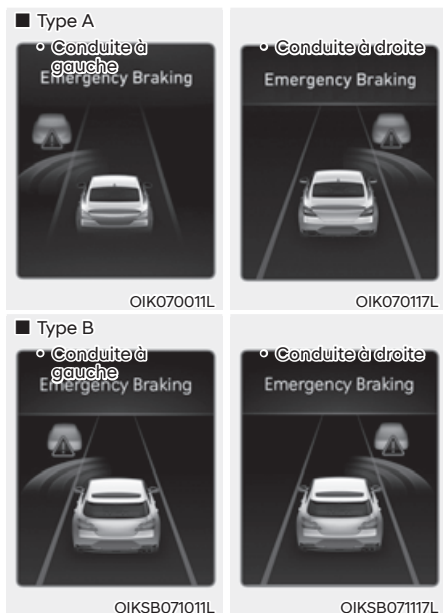 ■ Type A
• Conduite à gauche
Emergency Braking
• Conduite à droite
Emergency Braking
OIK070011L
OIK070117L
■ Type B
• Conduite à gauche
Emergency Braking
• Conduite à droite
Emergency Braking
OIKSB071011L
OIKSB071117L